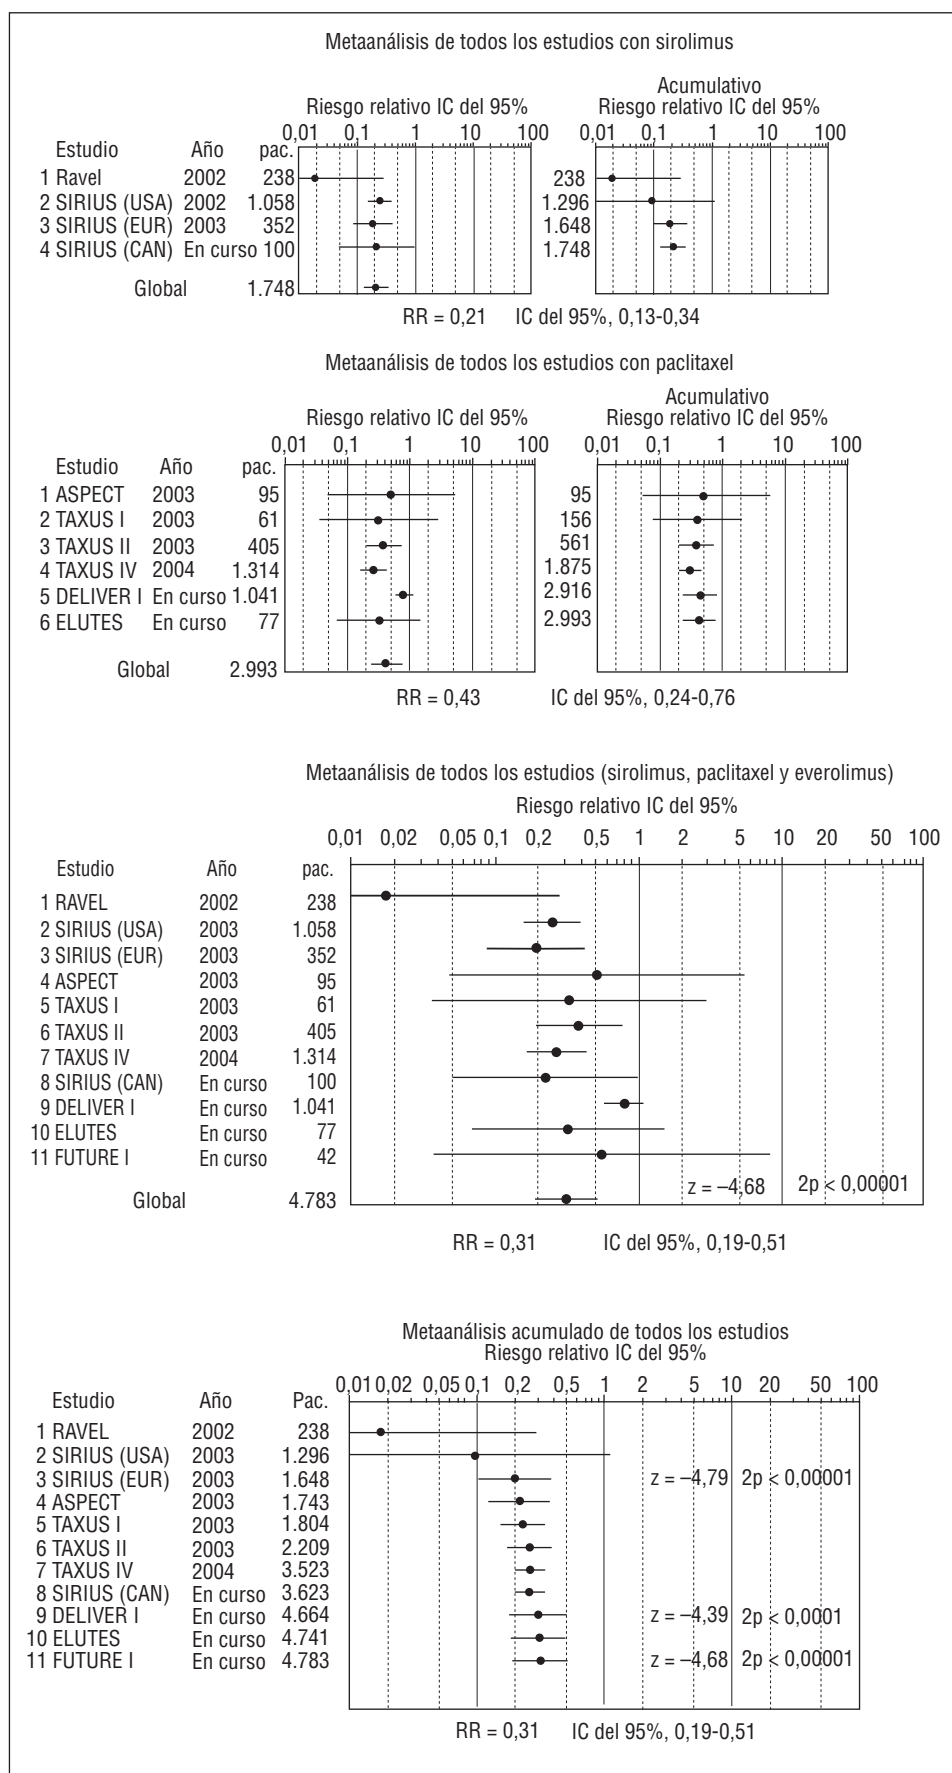 Metaanálisis de todos los estudios con sirolimus
Acumulativo
Riesgo relativo IC del 95% Riesgo relativo IC del 95%
0,01 0,1 1 10 100 0,01 0,1 1 10 100
Estudio Año pac.
1 Ravel 2002 238 238
2 SIRIUS (USA) 2002 1.058 1.296
3 SIRIUS (EUR) 2003 352 1.648
4 SIRIUS (CAN) En curso 100 1.748
Global 1.748
RR = 0,21 IC del 95%, 0,13-0,34
Metaanálisis de todos los estudios con paclitaxel
Acumulativo
Riesgo relativo IC del 95% Riesgo relativo IC del 95%
0,01 0,1 1 10 100 0,01 0,1 1 10 100
Estudio Año pac.
1 ASPECT 2003 95 95
2 TAXUS I 2003 61 156
3 TAXUS II 2003 405 561
4 TAXUS IV 2004 1.314 1.875
5 DELIVER I En curso 1.041 2.916
6 ELUTES En curso 77 2.993
Global 2.993
RR = 0,43 IC del 95%, 0,24-0,76
Metaanálisis de todos los estudios (sirolimus, paclitaxel y everolimus)
Riesgo relativo IC del 95%
0,01 0,02 0,05 0,1 0,2 0,5 1 2 5 10 20 50 100
Estudio Año pac.
1 RAVEL 2002 238
2 SIRIUS (USA) 2003 1.058
3 SIRIUS (EUR) 2003 352
4 ASPECT 2003 95
5 TAXUS I 2003 61
6 TAXUS II 2003 405
7 TAXUS IV 2004 1.314
8 SIRIUS (CAN) En curso 100
9 DELIVER I En curso 1.041
10 ELUTES En curso 77
11 FUTURE I En curso 42
z = –4,68 2p < 0,00001
Global 4.783
RR = 0,31 IC del 95%, 0,19-0,51
Metaanálisis acumulado de todos los estudios
Riesgo relativo IC del 95%
0,01 0,02 0,05 0,1 0,2 0,5 1 2 5 10 20 50 100
Estudio Año Pac.
1 RAVEL 2002 238
2 SIRIUS (USA) 2003 1.296
3 SIRIUS (EUR) 2003 1.648 z = –4,79 2p < 0,00001
4 ASPECT 2003 1.743
5 TAXUS I 2003 1.804
6 TAXUS II 2003 2.209
7 TAXUS IV 2004 3.523
8 SIRIUS (CAN) En curso 3.623
9 DELIVER I En curso 4.664 z = –4,39 2p < 0,0001
10 ELUTES En curso 4.741
11 FUTURE I En curso 4.783 z = –4,68 2p < 0,00001
RR = 0,31 IC del 95%, 0,19-0,51